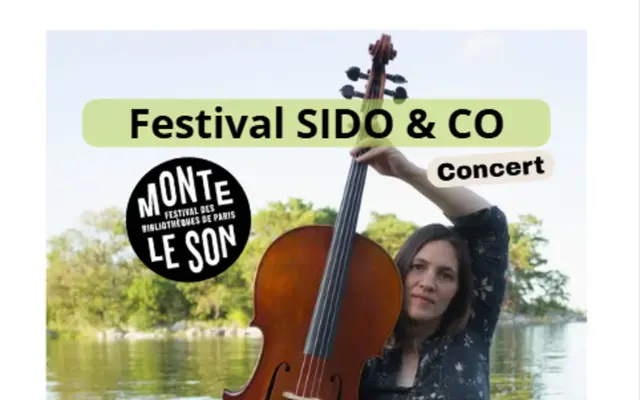 Festival SIDO & CO
Concert
MONTE
FESTIVAL DES
BIBLIOTHÈQUES DE PARIS
LE SON